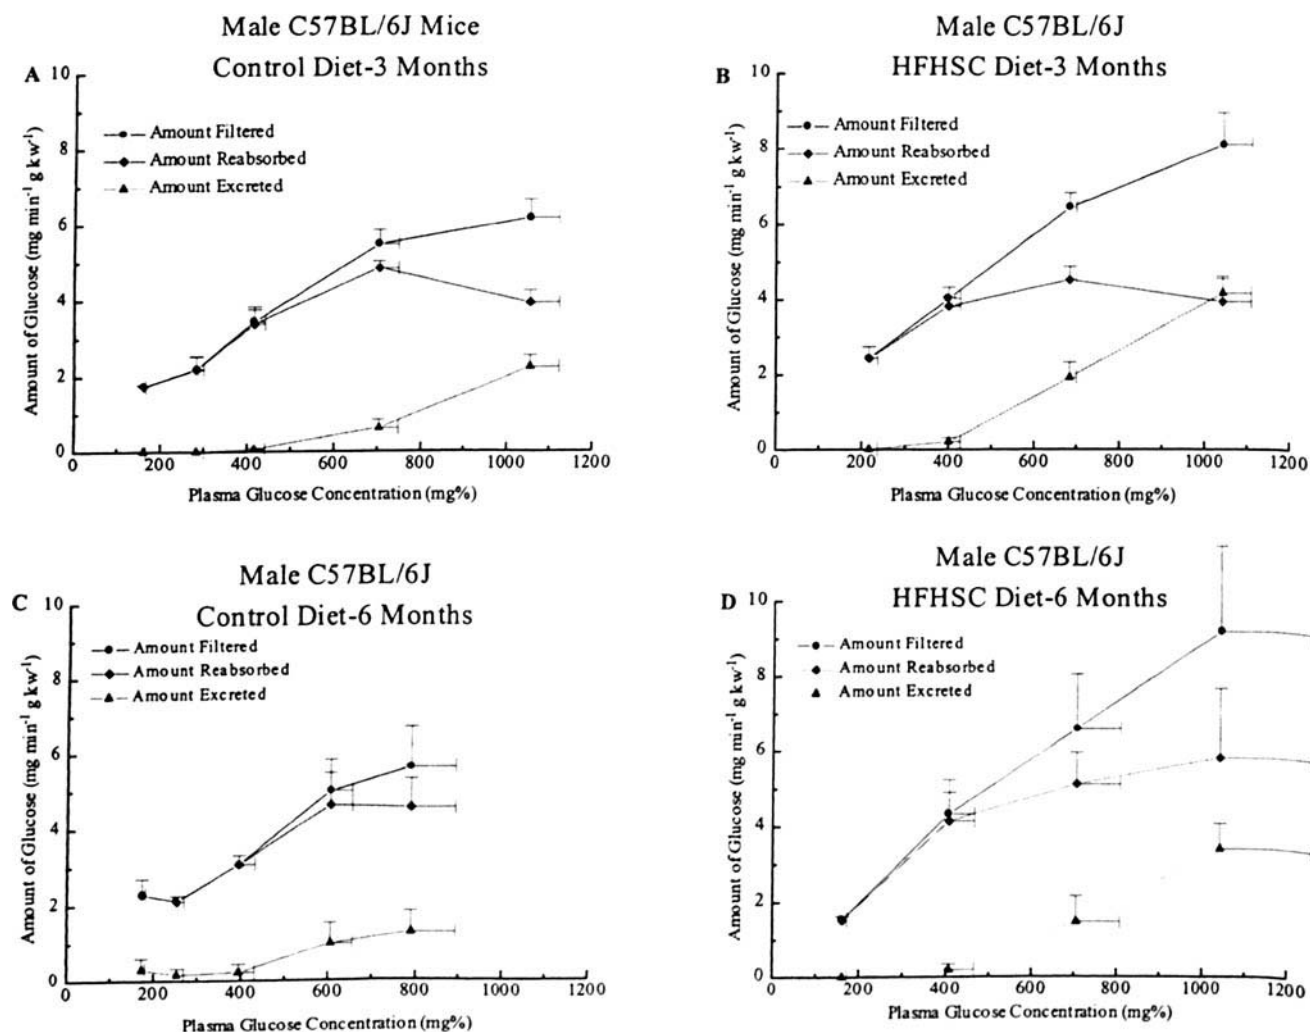 Male C57BL/6J Mice
Control Diet-3 Months
A
10
8
6
4
2
0
Amount of Glucose (mg min⁻¹ g kw⁻¹)
Amount Filtered
Amount Reabsorbed
Amount Excreted
0 200 400 600 800 1000 1200
Plasma Glucose Concentration (mg%)
Male C57BL/6J
HFHSC Diet-3 Months
B
10
8
6
4
2
0
Amount of Glucose (mg min⁻¹ g kw⁻¹)
Amount Filtered
Amount Reabsorbed
Amount Excreted
0 200 400 600 800 1000 1200
Plasma Glucose Concentration (mg%)
Male C57BL/6J
Control Diet-6 Months
C
10
8
6
4
2
0
Amount of Glucose (mg min⁻¹ g kw⁻¹)
Amount Filtered
Amount Reabsorbed
Amount Excreted
0 200 400 600 800 1000 1200
Plasma Glucose Concentration (mg%)
Male C57BL/6J
HFHSC Diet-6 Months
D
10
8
6
4
2
0
Amount of Glucose (mg min⁻¹ g kw⁻¹)
Amount Filtered
Amount Reabsorbed
Amount Excreted
0 200 400 600 800 1000 1200
Plasma Glucose Concentration (mg%)